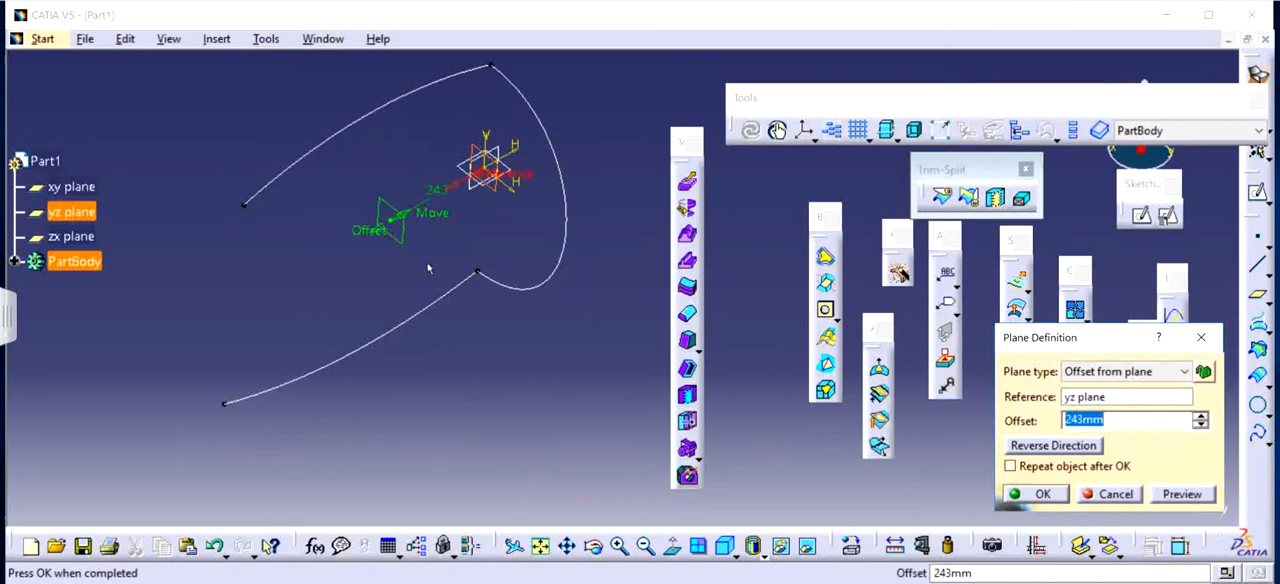 CATIA V5 - [Part1]
Start File Edit View Insert Tools Window Help
Tools
PartBody
V...
Part1
xy plane
yz plane
zx plane
PartBody
Y
H
H
243
Move
Offset
Trim-Split
Sketch...
B
A
S
C
ABC
Plane Definition ? ×
Plane type: Offset from plane
Reference: yz plane
Offset: 243mm
Reverse Direction
Repeat object after OK
OK Cancel Preview
f(x)
CATIA
Press OK when completed
Offset 243mm